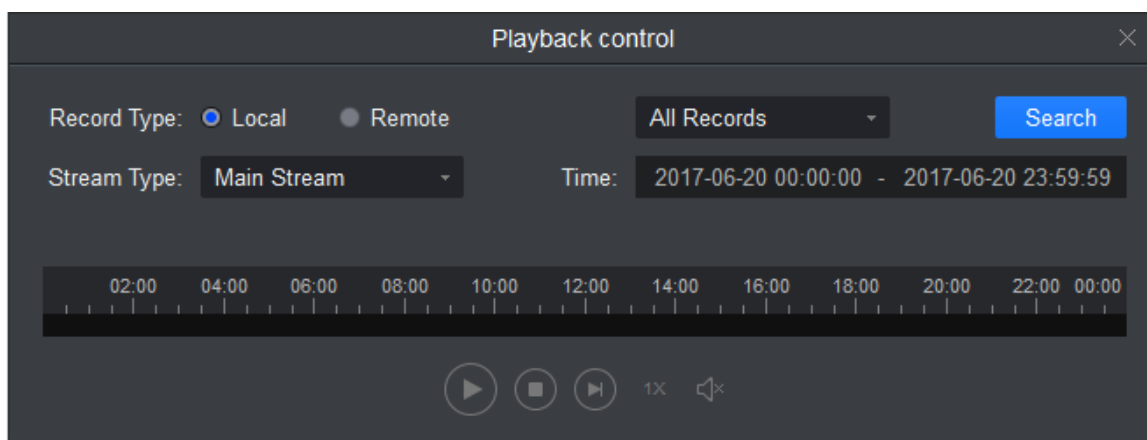 Playback control
Record Type: Local Remote All Records Search
Stream Type: Main Stream Time: 2017-06-20 00:00:00 - 2017-06-20 23:59:59
02:00 04:00 06:00 08:00 10:00 12:00 14:00 16:00 18:00 20:00 22:00 00:00
1X